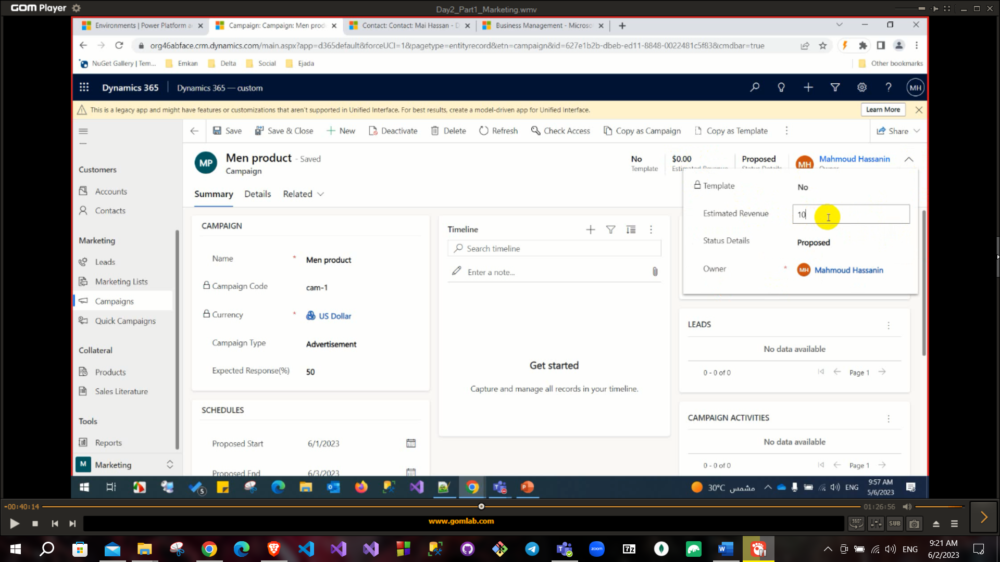 GOM Player
Day2_Part1_Marketing.wmv
Environments | Power Platform a
Campaign: Campaign: Men prod
Contact: Contact: Mai Hassan - D
Business Management - Microso
org46abface.crm.dynamics.com/main.aspx?app=d365default&forceUCI=1&pagetype=entityrecord&etn=campaign&id=627e1b2b-dbeb-ed11-8848-0022481c5f83&cmdbar=true
NuGet Gallery | Tem...
Emkan
Delta
Social
Ejada
Other bookmarks
Dynamics 365
Dynamics 365 — custom
MH
This is a legacy app and might have features or customizations that aren't supported in Unified Interface. For best results, create a model-driven app for Unified Interface.
Learn More
Save
Save & Close
New
Deactivate
Delete
Refresh
Check Access
Copy as Campaign
Copy as Template
Share
Customers
Accounts
Contacts
Marketing
Leads
Marketing Lists
Campaigns
Quick Campaigns
Collateral
Products
Sales Literature
Tools
Reports
M Marketing
MP
Men product - Saved
Campaign
No
Template
$0.00
Estimated Revenue
Proposed
Status Details
MH
Mahmoud Hassanin
Owner
Summary
Details
Related
Template
No
Estimated Revenue
10
Status Details
Proposed
Owner * MH Mahmoud Hassanin
CAMPAIGN
Name * Men product
Campaign Code cam-1
Currency * US Dollar
Campaign Type Advertisement
Expected Response(%) 50
SCHEDULES
Proposed Start 6/1/2023
Proposed End 6/3/2023
Timeline
Search timeline
Enter a note...
Get started
Capture and manage all records in your timeline.
LEADS
No data available
0 - 0 of 0
Page 1
CAMPAIGN ACTIVITIES
No data available
0 - 0 of 0
Page 1
5
30°C مشمس
ENG
9:57 AM
5/6/2023
-00:40:14
01:26:56
www.gomlab.com
360°
SUB
zoom
7z
ENG
9:21 AM
6/2/2023